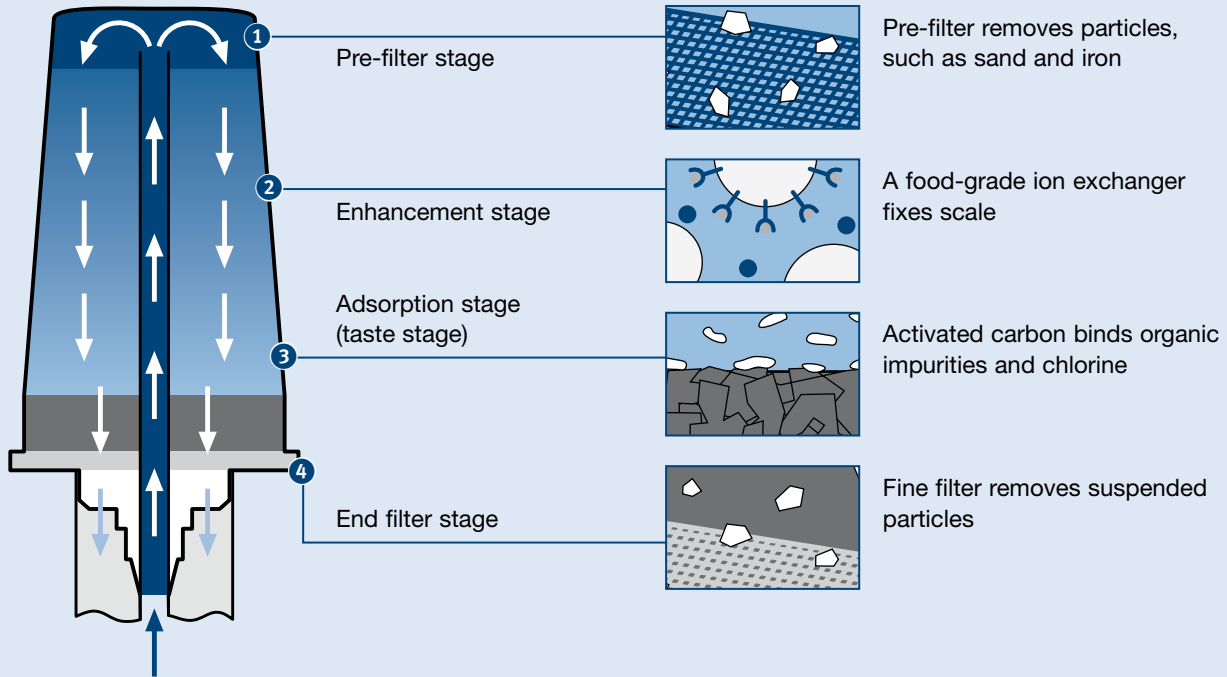 1
Pre-filter stage
Pre-filter removes particles,
such as sand and iron
2
Enhancement stage
A food-grade ion exchanger
fixes scale
Adsorption stage
(taste stage)
3
Activated carbon binds organic
impurities and chlorine
4
End filter stage
Fine filter removes suspended
particles